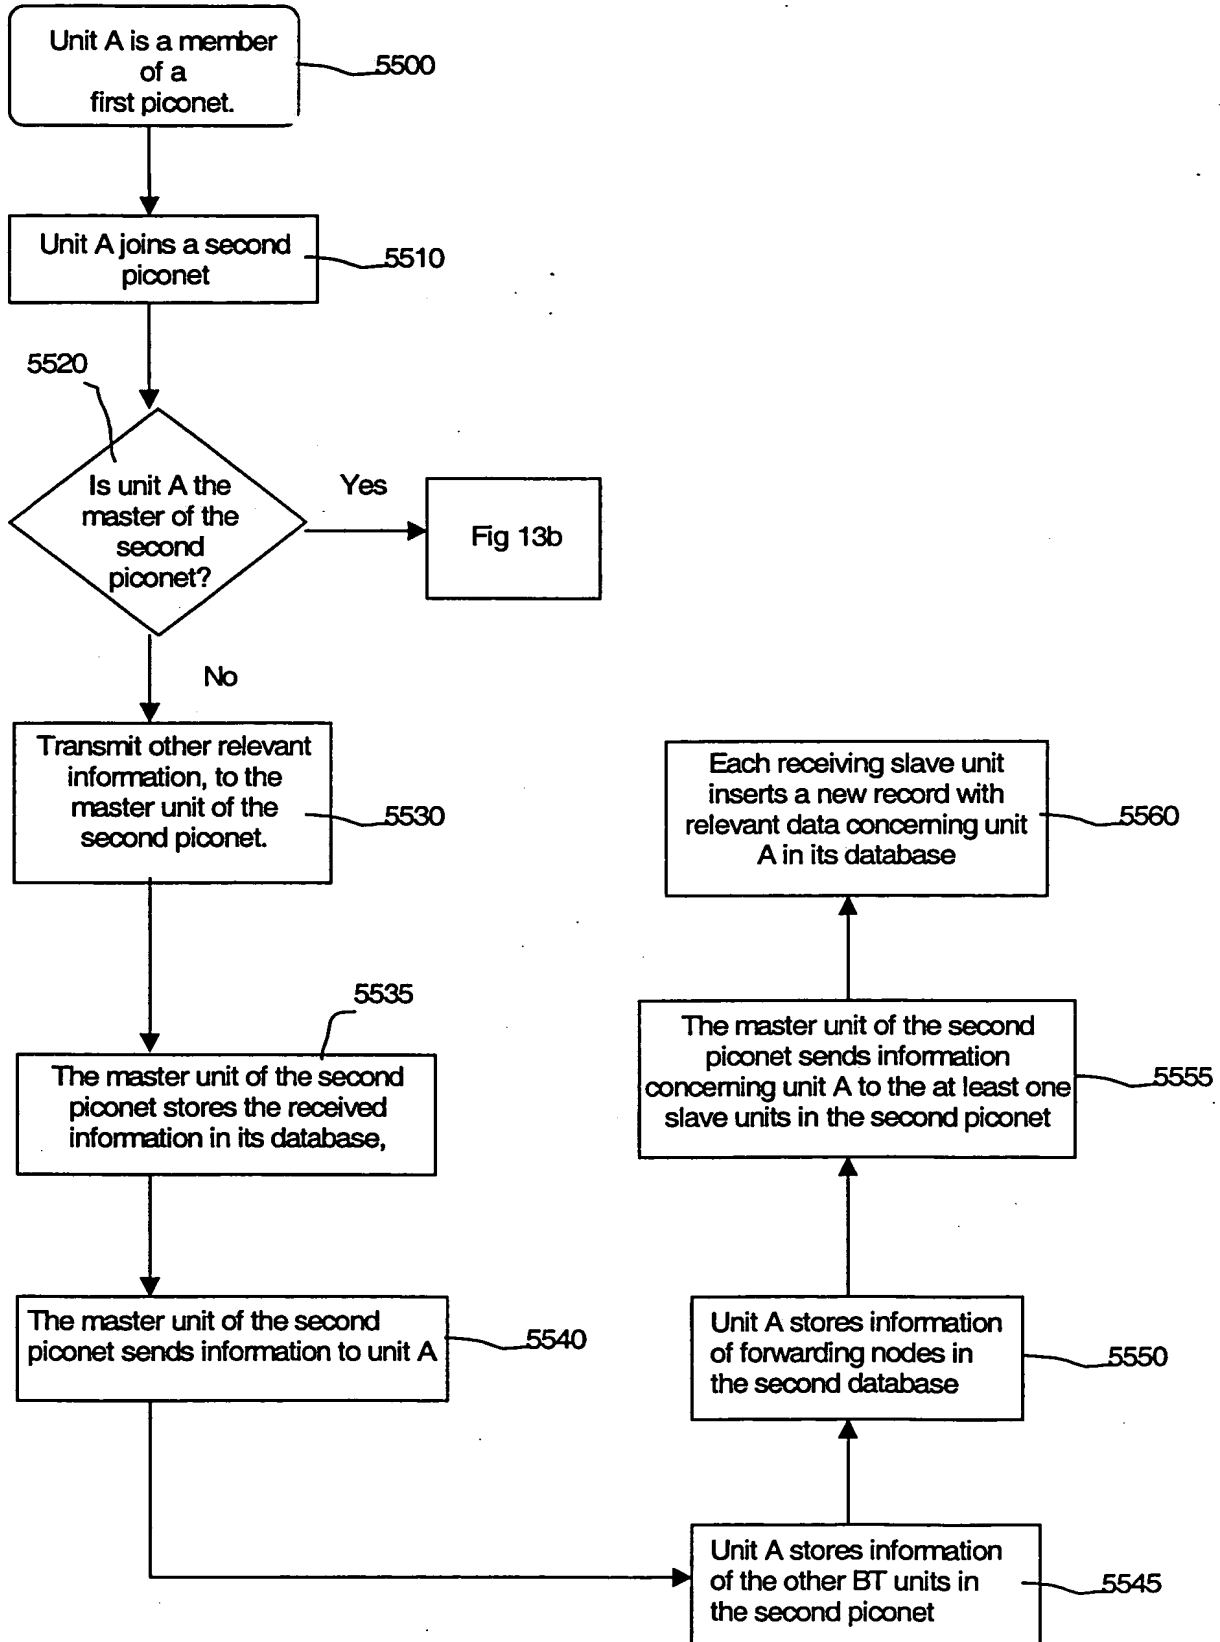 Unit A is a member
of a
first piconet.
5500
Unit A joins a second
piconet
5510
5520
Is unit A the
master of the
second
piconet?
Yes
Fig 13b
No
Transmit other relevant
information, to the
master unit of the
second piconet.
5530
5535
The master unit of the second
piconet stores the received
information in its database,
The master unit of the second
piconet sends information to unit A
5540
Unit A stores information
of the other BT units in
the second piconet
5545
Unit A stores information
of forwarding nodes in
the second database
5550
The master unit of the second
piconet sends information
concerning unit A to the at least one
slave units in the second piconet
5555
Each receiving slave unit
inserts a new record with
relevant data concerning unit
A in its database
5560